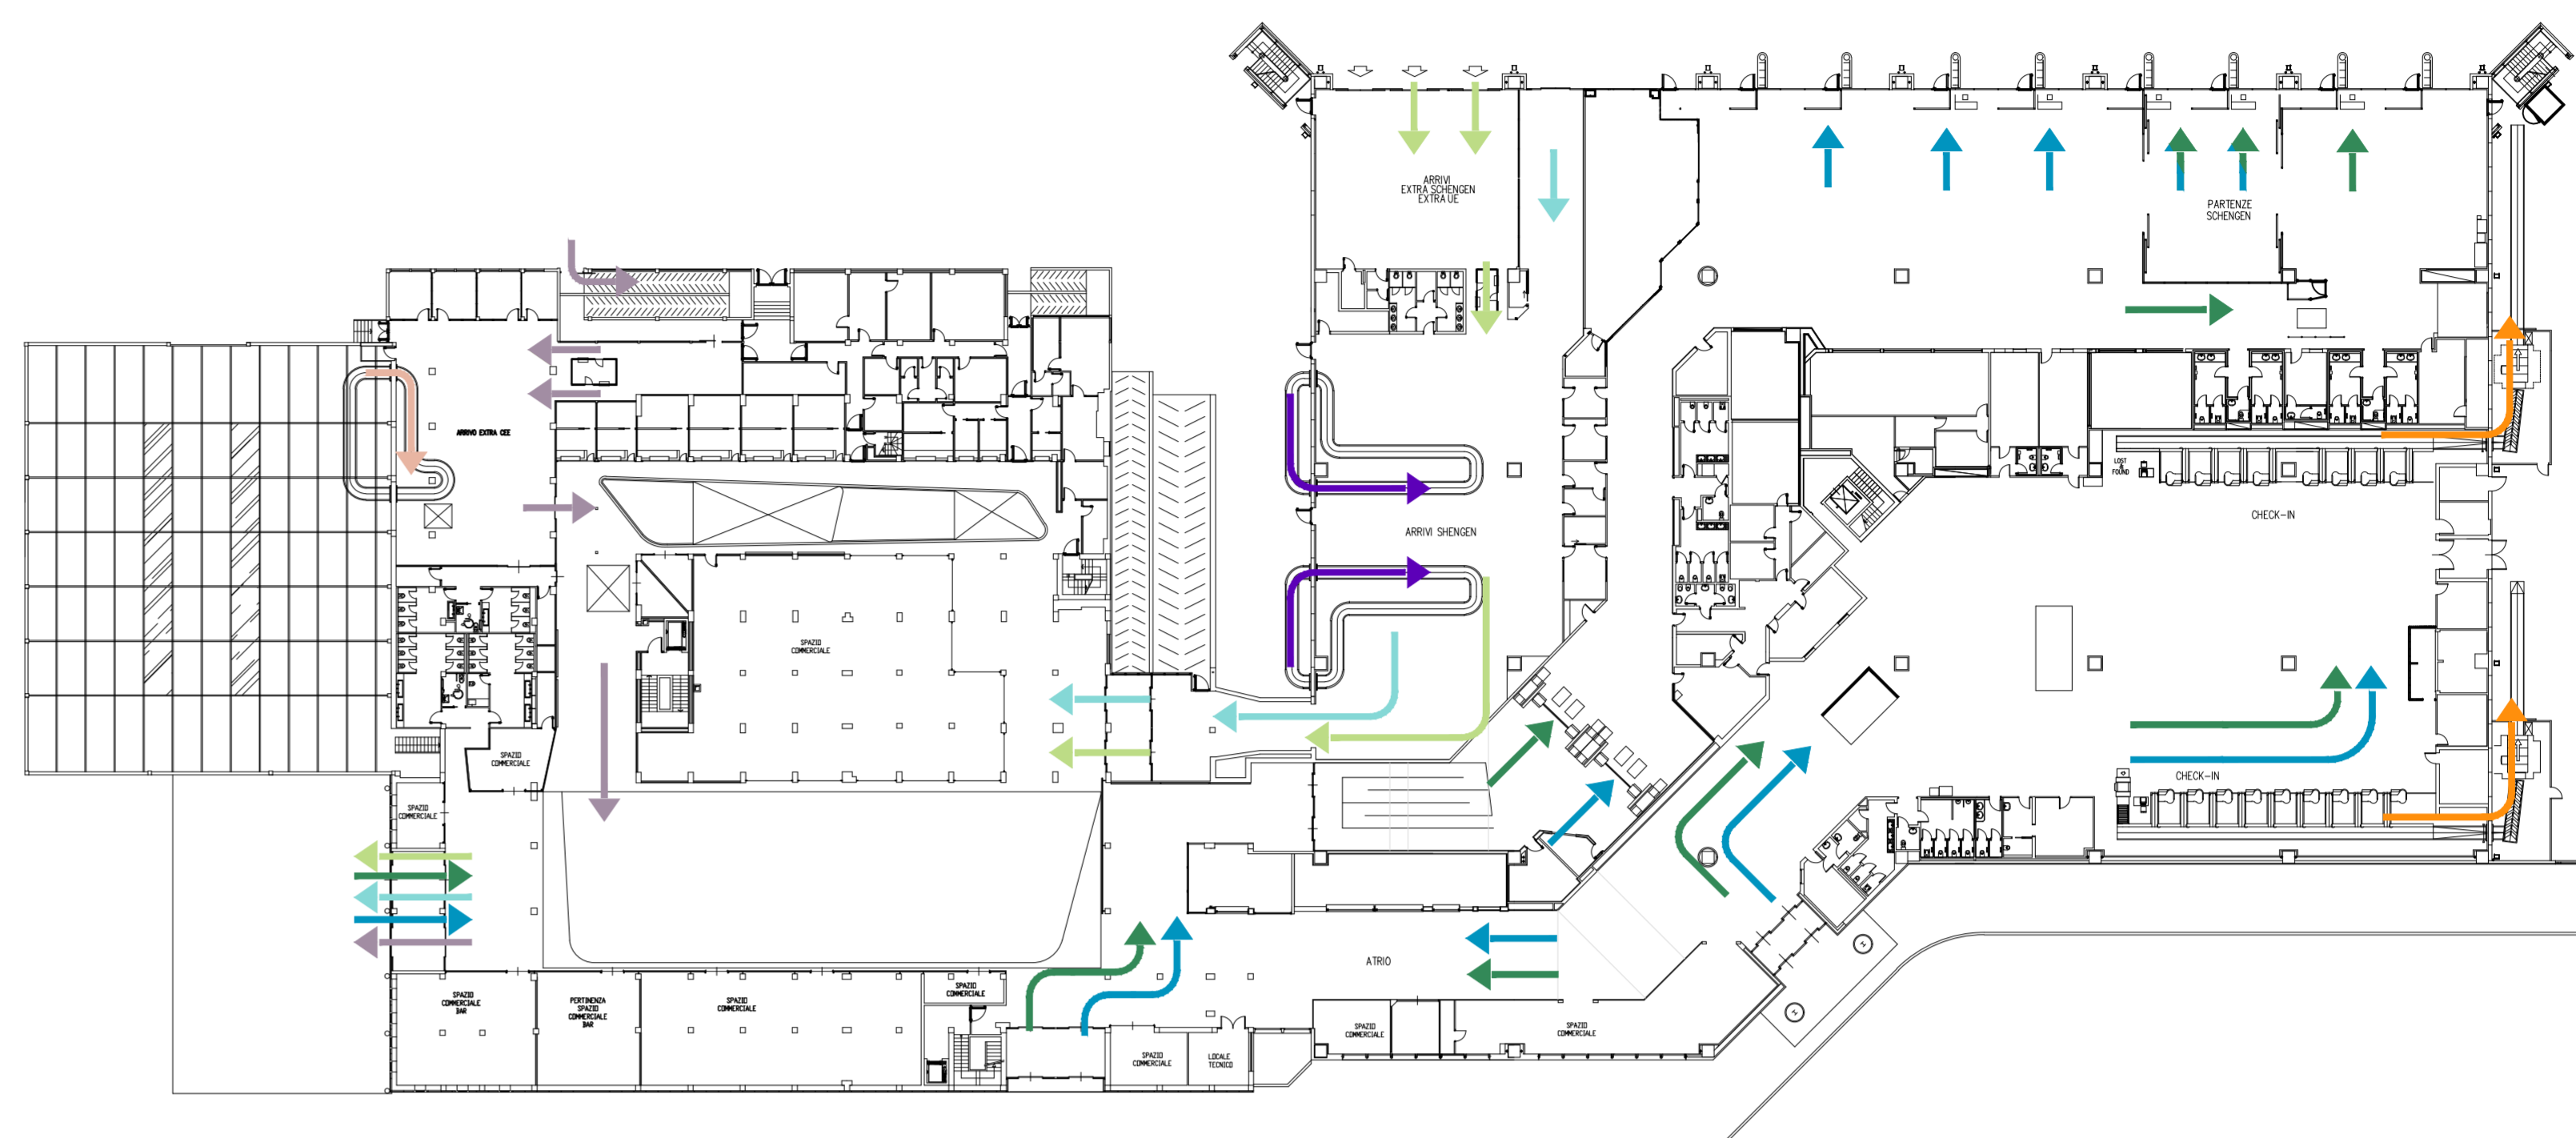 ARRIVI
EXTRA SCHENGEN
EXTRA UE
PARTENZE
SCHENGEN
ARRIVO EXTRA CEE
LOST
&
FOUND
CHECK-IN
ARRIVI SHENGEN
SPAZIO
COMMERCIALE
SPAZIO
COMMERCIALE
CHECK-IN
SPAZIO
COMMERCIALE
ATRIO
SPAZIO
COMMERCIALE
BAR
PERTINENZA
SPAZIO
COMMERCIALE
BAR
SPAZIO
COMMERCIALE
SPAZIO
COMMERCIALE
SPAZIO
COMMERCIALE
SPAZIO
COMMERCIALE
SPAZIO
COMMERCIALE
LOCALE
TECNICO
H
H